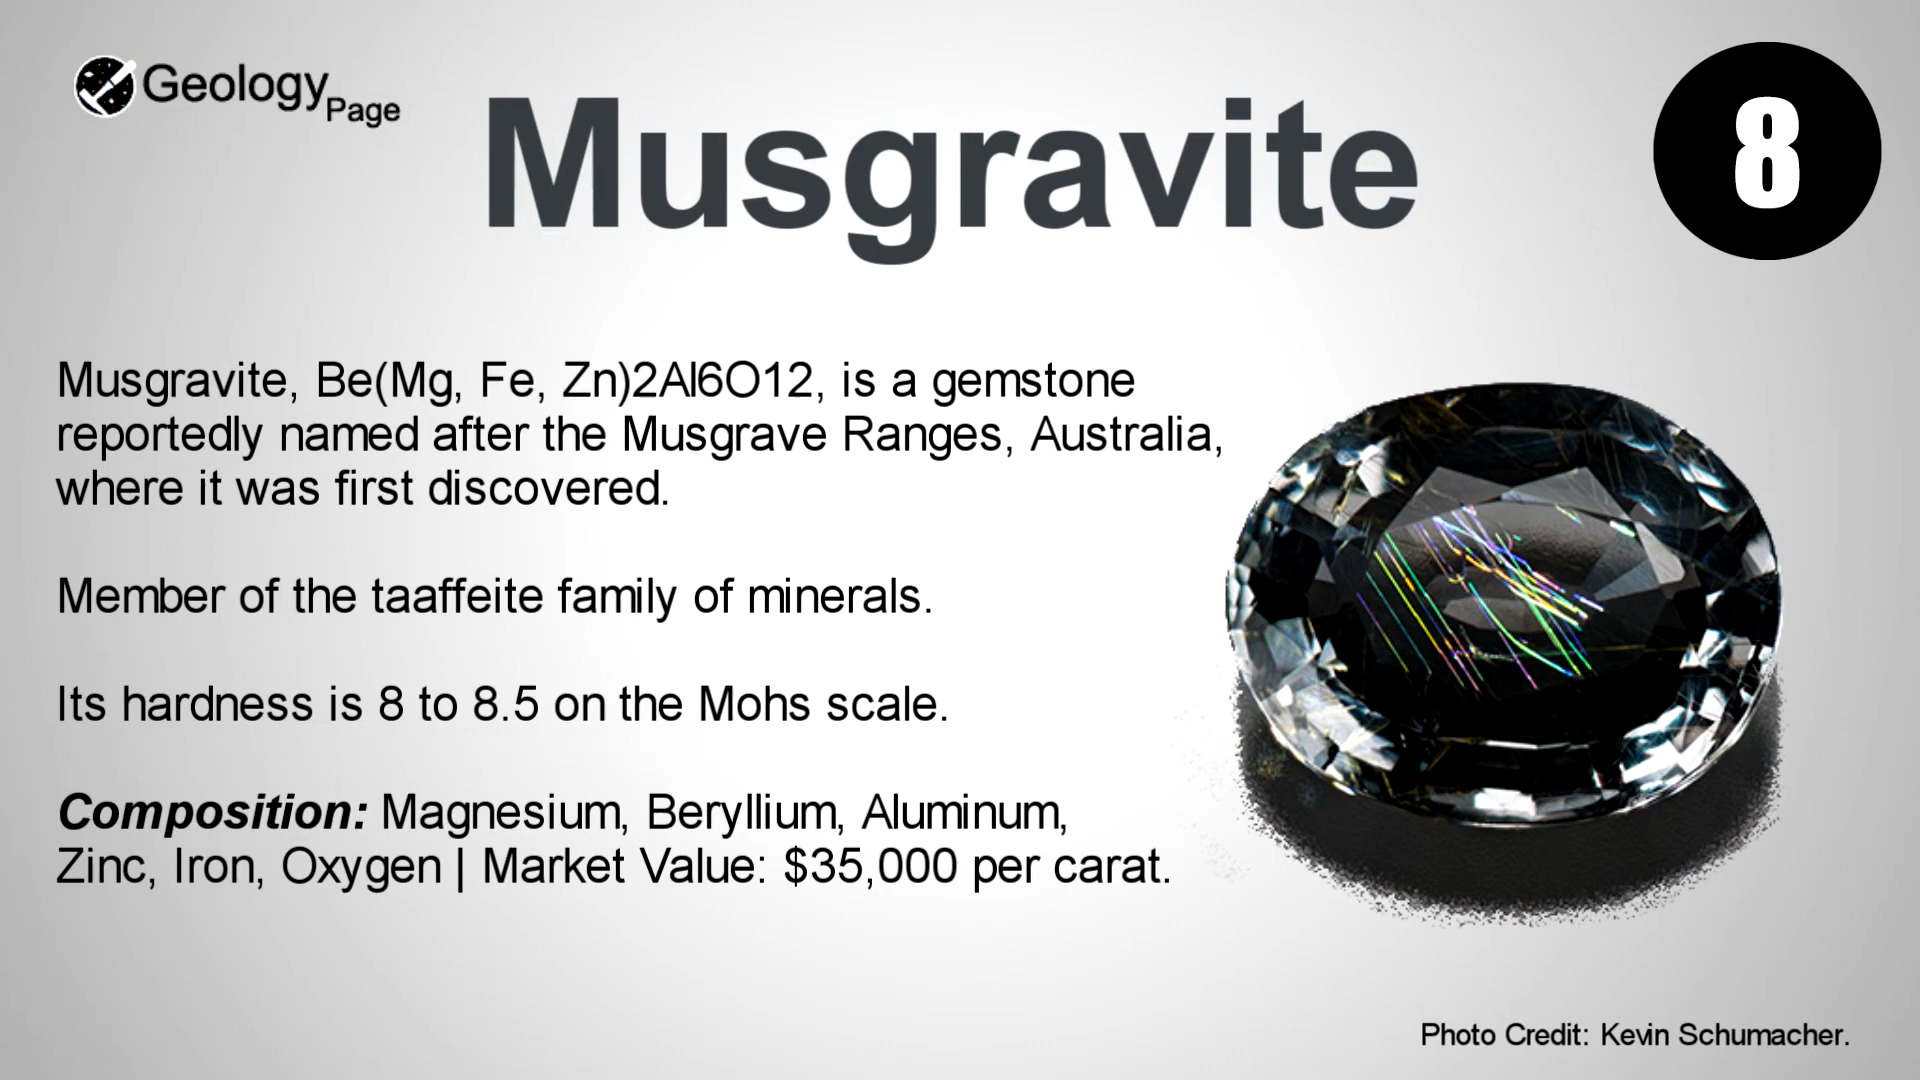 Geology Page
Musgravite
8
Musgravite, Be(Mg, Fe, Zn)2Al6O12, is a gemstone
reportedly named after the Musgrave Ranges, Australia,
where it was first discovered.
Member of the taaffeite family of minerals.
Its hardness is 8 to 8.5 on the Mohs scale.
Composition: Magnesium, Beryllium, Aluminum,
Zinc, Iron, Oxygen | Market Value: $35,000 per carat.
Photo Credit: Kevin Schumacher.